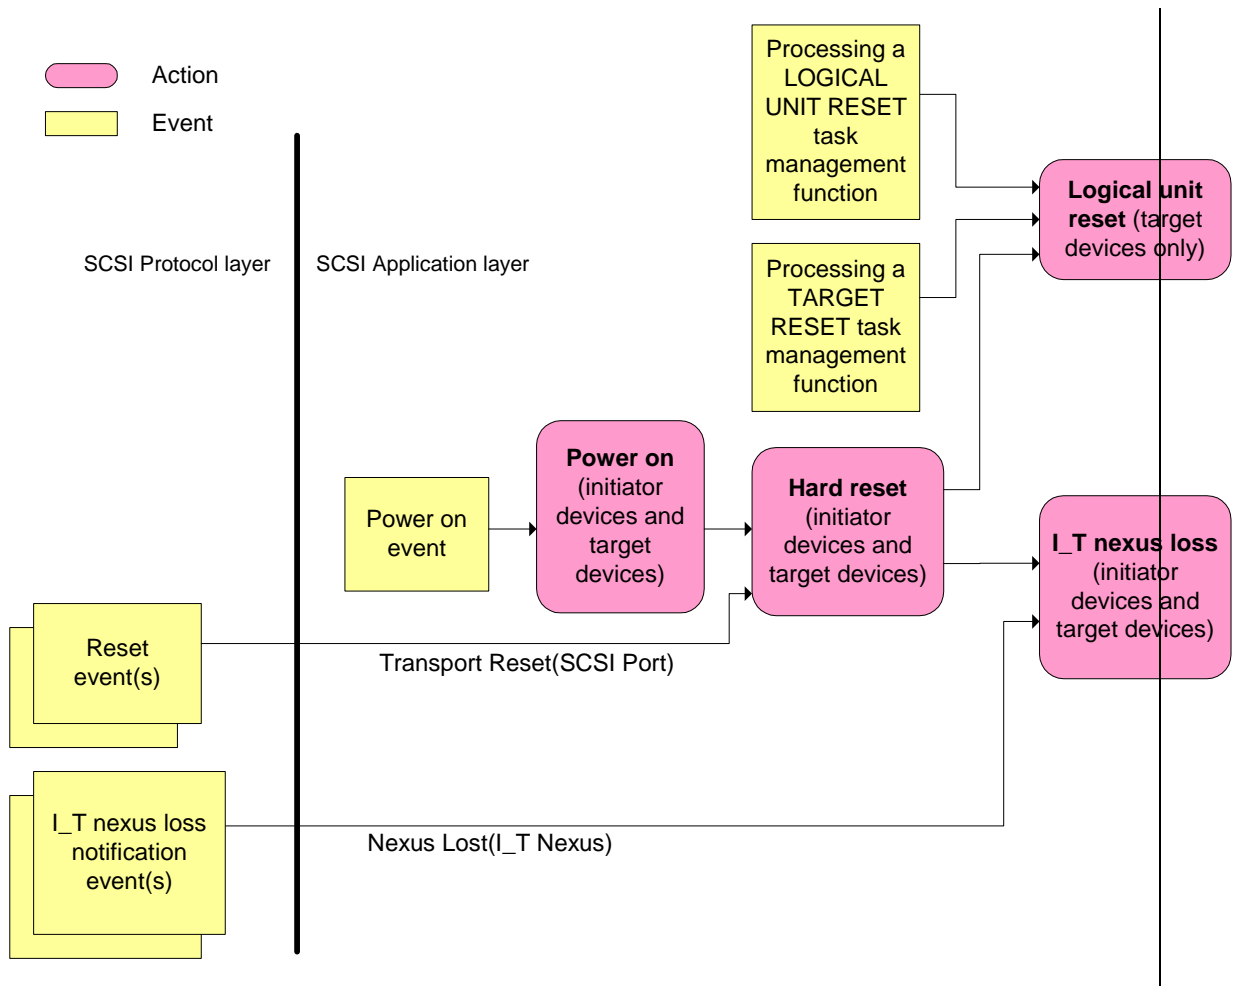 Action
Event
SCSI Protocol layer
SCSI Application layer
Processing a
LOGICAL
UNIT RESET
task
management
function
Logical unit
reset (target
devices only)
Processing a
TARGET
RESET task
management
function
Power on
event
Power on
(initiator
devices and
target
devices)
Hard reset
(initiator
devices and
target devices)
I_T nexus loss
(initiator
devices and
target devices)
Reset
event(s)
Transport Reset(SCSI Port)
I_T nexus loss
notification
event(s)
Nexus Lost(I_T Nexus)